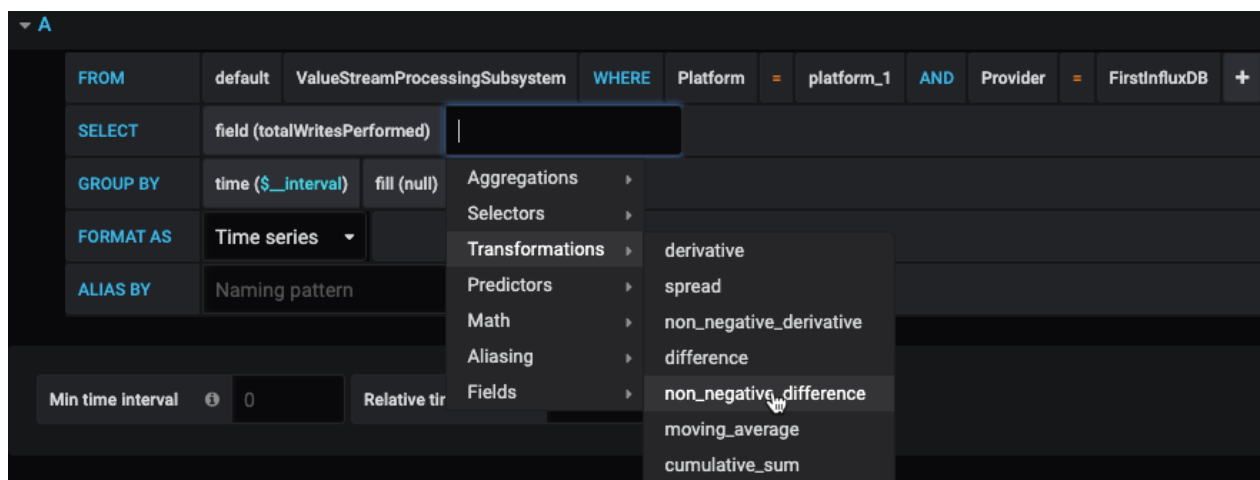 A
FROM default ValueStreamProcessingSubsystem WHERE Platform = platform_1 AND Provider = FirstInfluxDB +
SELECT field (totalWritesPerformed)
GROUP BY time ($__interval) fill (null)
FORMAT AS Time series
ALIAS BY Naming pattern
Aggregations
Selectors
Transformations
Predictors
Math
Aliasing
Fields
derivative
spread
non_negative_derivative
difference
non_negative_difference
moving_average
cumulative_sum
Min time interval 0 Relative